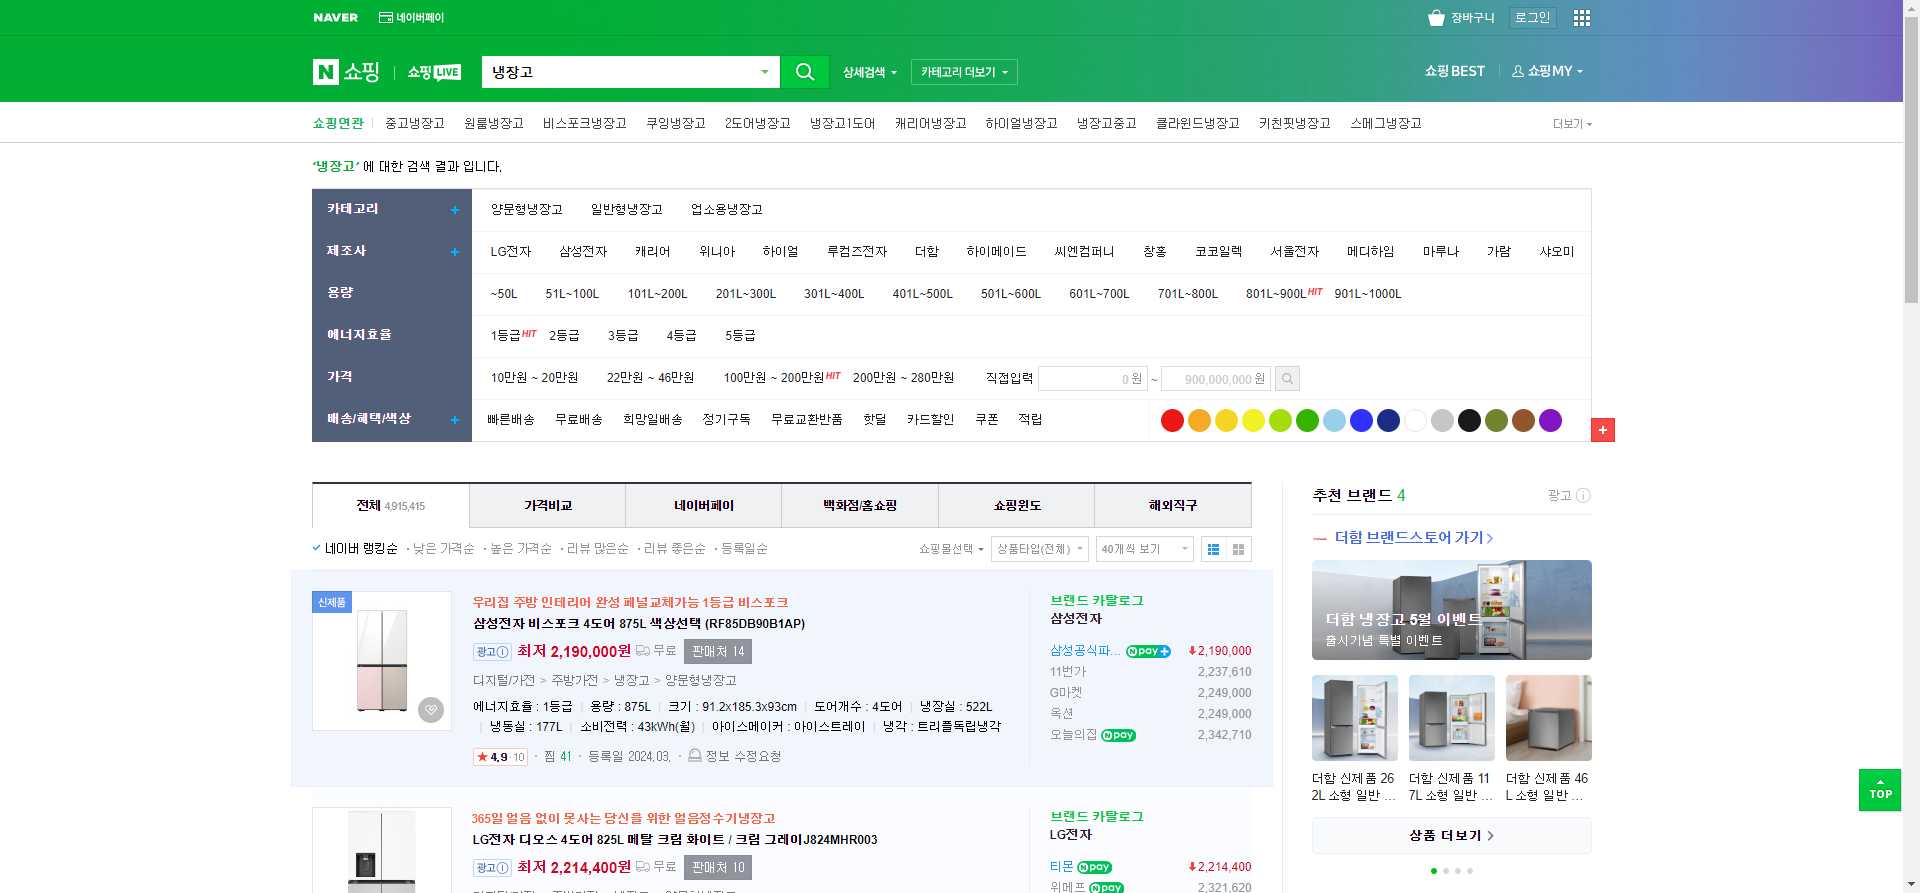 NAVER 네이버페이 장바구니 로그인
N 쇼핑 쇼핑 LIVE 냉장고 상세검색 카테고리 더보기 쇼핑BEST 쇼핑MY
쇼핑연관 중고냉장고 원룸냉장고 비스포크냉장고 쿠잉냉장고 2도어냉장고 냉장고1도어 캐리어냉장고 하이얼냉장고 냉장고중고 클라윈드냉장고 키친핏냉장고 스메그냉장고 더보기
'냉장고' 에 대한 검색 결과 입니다.
카테고리 + 양문형냉장고 일반형냉장고 업소용냉장고
제조사 + LG전자 삼성전자 캐리어 위니아 하이얼 루컴즈전자 더함 하이메이드 씨엔컴퍼니 창홍 코코일렉 서울전자 메디하임 마루나 가람 샤오미
용량 ~50L 51L~100L 101L~200L 201L~300L 301L~400L 401L~500L 501L~600L 601L~700L 701L~800L 801L~900L HIT 901L~1000L
에너지효율 1등급 HIT 2등급 3등급 4등급 5등급
가격 10만원 ~ 20만원 22만원 ~ 46만원 100만원 ~ 200만원 HIT 200만원 ~ 280만원 직접입력 0 원 ~ 900,000,000 원
배송/혜택/색상 + 빠른배송 무료배송 희망일배송 정기구독 무료교환반품 핫딜 카드할인 쿠폰 적립 +
전체 4,915,415 가격비교 네이버페이 백화점/홈쇼핑 쇼핑윈도 해외직구
네이버 랭킹순 · 낮은 가격순 · 높은 가격순 · 리뷰 많은순 · 리뷰 좋은순 · 등록일순 쇼핑몰선택 상품타입(전체) 40개씩 보기
신제품
우리집 주방 인테리어 완성 패널교체가능 1등급 비스포크
삼성전자 비스포크 4도어 875L 색상선택 (RF85DB90B1AP)
광고 최저 2,190,000원 무료 판매처 14
디지털/가전 > 주방가전 > 냉장고 > 양문형냉장고
에너지효율 : 1등급 | 용량 : 875L | 크기 : 91.2x185.3x93cm | 도어개수 : 4도어 | 냉장실 : 522L
| 냉동실 : 177L | 소비전력 : 43kWh(월) | 아이스메이커 : 아이스트레이 | 냉각 : 트리플독립냉각
★ 4.9 · 10 · 찜 41 · 등록일 2024.03. · 정보 수정요청
브랜드 카탈로그
삼성전자
삼성공식파... N pay + 2,190,000
11번가 2,237,610
G마켓 2,249,000
옥션 2,249,000
오늘의집 N pay 2,342,710
365일 얼음 없이 못사는 당신을 위한 얼음정수기냉장고
LG전자 디오스 4도어 825L 메탈 크림 화이트 / 크림 그레이J824MHR003
광고 최저 2,214,400원 무료 판매처 10
브랜드 카탈로그
LG전자
티몬 N pay 2,214,400
위메프 N pay 2,321,620
추천 브랜드 4 광고
더함 브랜드스토어 가기 >
더함 냉장고 5월 이벤트
출시기념 특별 이벤트
더함 신제품 26
2L 소형 일반 ...
더함 신제품 11
7L 소형 일반 ...
더함 신제품 46
L 소형 일반 ...
상품 더보기 >
TOP